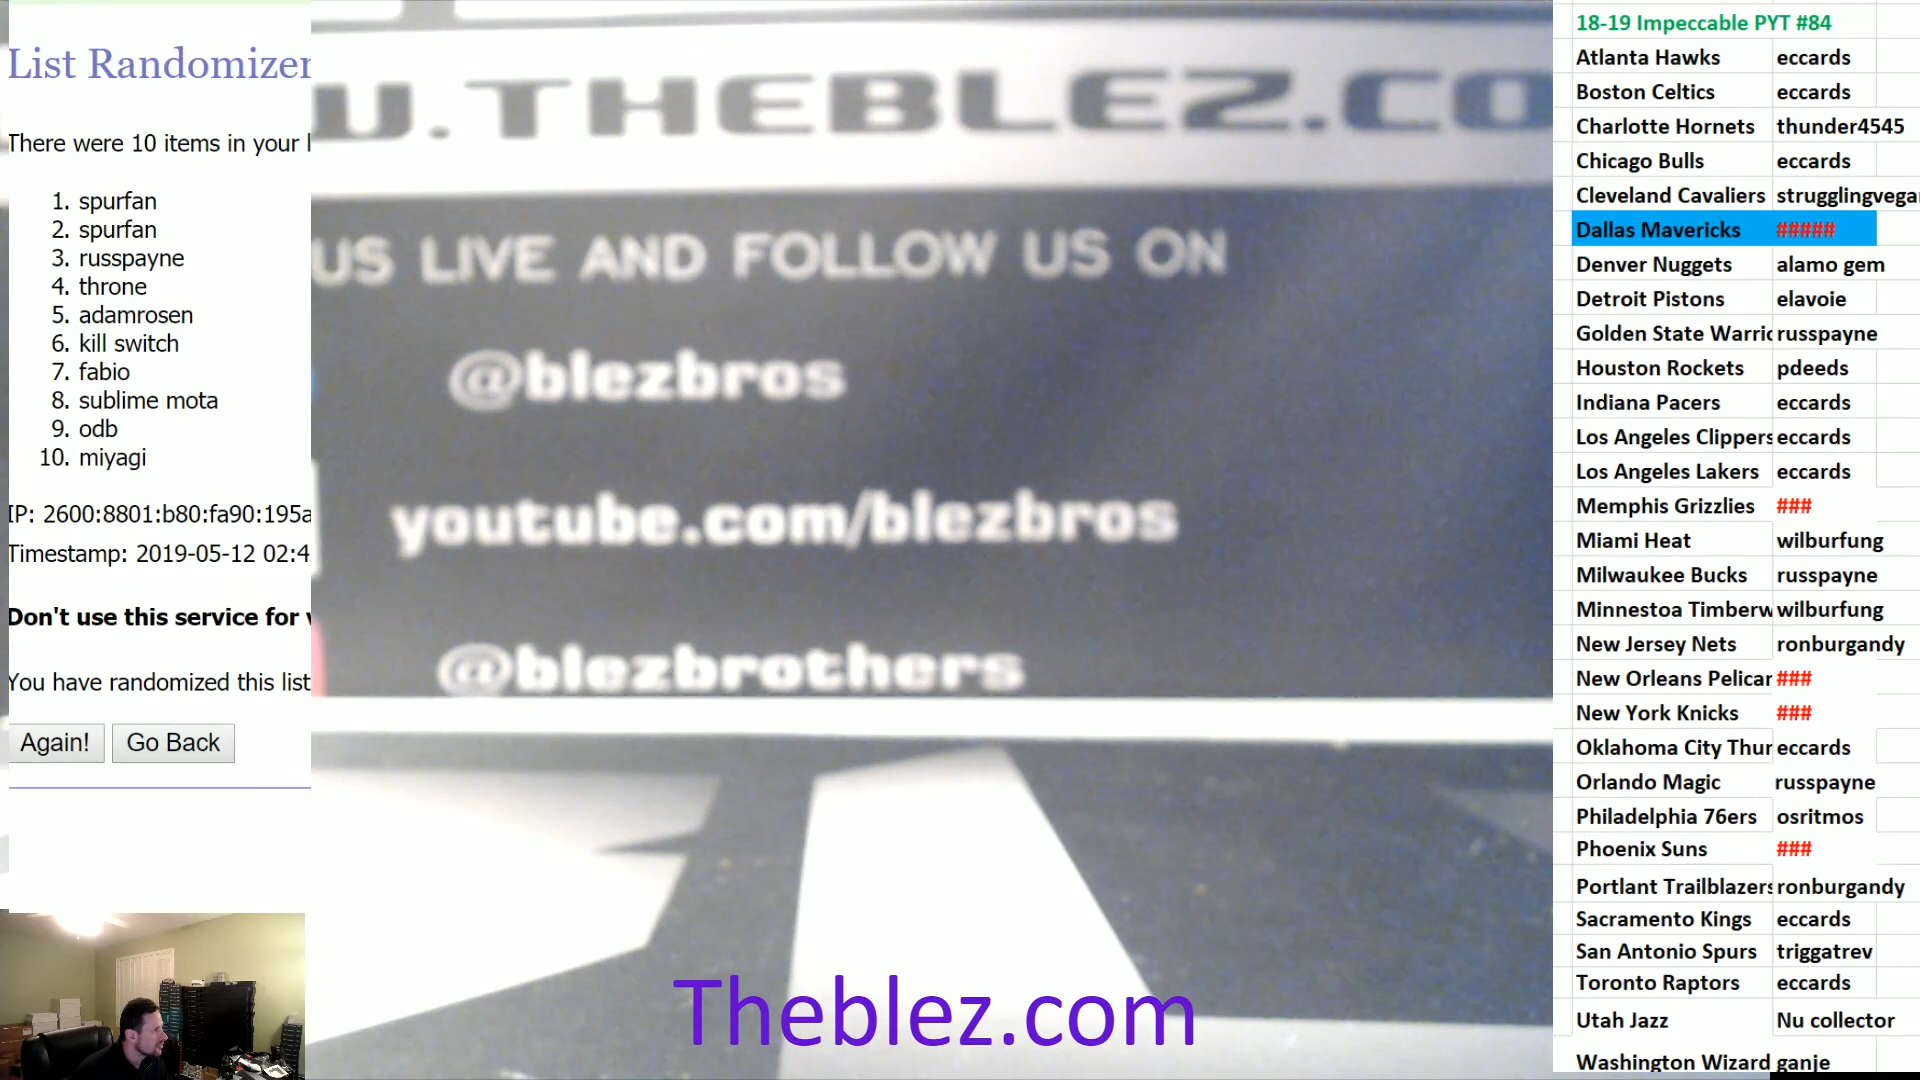 List Randomizer
There were 10 items in your
1. spurfan
2. spurfan
3. russpayne
4. throne
5. adamrosen
6. kill switch
7. fabio
8. sublime mota
9. odb
10. miyagi
IP: 2600:8801:b80:fa90:195a
Timestamp: 2019-05-12 02:4
Don't use this service for
You have randomized this list
Again! Go Back
.THEBLEZ.CO
US LIVE AND FOLLOW US ON
@blezbros
youtube.com/blezbros
@blezbrothers
Theblez.com
18-19 Impeccable PYT #84
Atlanta Hawks eccards
Boston Celtics eccards
Charlotte Hornets thunder4545
Chicago Bulls eccards
Cleveland Cavaliers strugglingvegan
Dallas Mavericks #####
Denver Nuggets alamo gem
Detroit Pistons elavoie
Golden State Warrio russpayne
Houston Rockets pdeeds
Indiana Pacers eccards
Los Angeles Clippers eccards
Los Angeles Lakers eccards
Memphis Grizzlies ###
Miami Heat wilburfung
Milwaukee Bucks russpayne
Minnestoa Timberw wilburfung
New Jersey Nets ronburgandy
New Orleans Pelican ###
New York Knicks ###
Oklahoma City Thun eccards
Orlando Magic russpayne
Philadelphia 76ers osritmos
Phoenix Suns ###
Portlant Trailblazers ronburgandy
Sacramento Kings eccards
San Antonio Spurs triggatrev
Toronto Raptors eccards
Utah Jazz Nu collector
Washington Wizard ganje